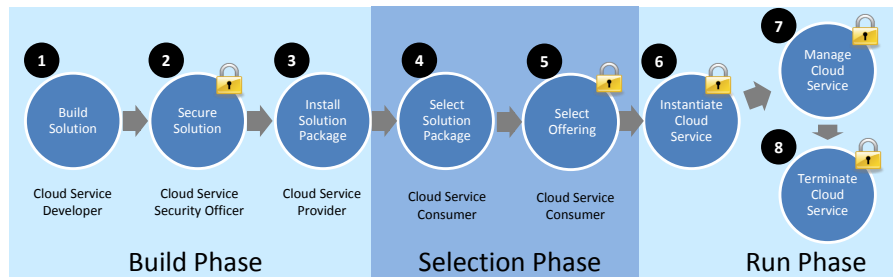 1
Build
Solution
Cloud Service
Developer
2
Secure
Solution
Cloud Service
Security Officer
3
Install
Solution
Package
Cloud Service
Provider
Build Phase
4
Select
Solution
Package
Cloud Service
Consumer
5
Select
Offering
Cloud Service
Consumer
Selection Phase
6
Instantiate
Cloud
Service
7
Manage
Cloud
Service
8
Terminate
Cloud
Service
Run Phase